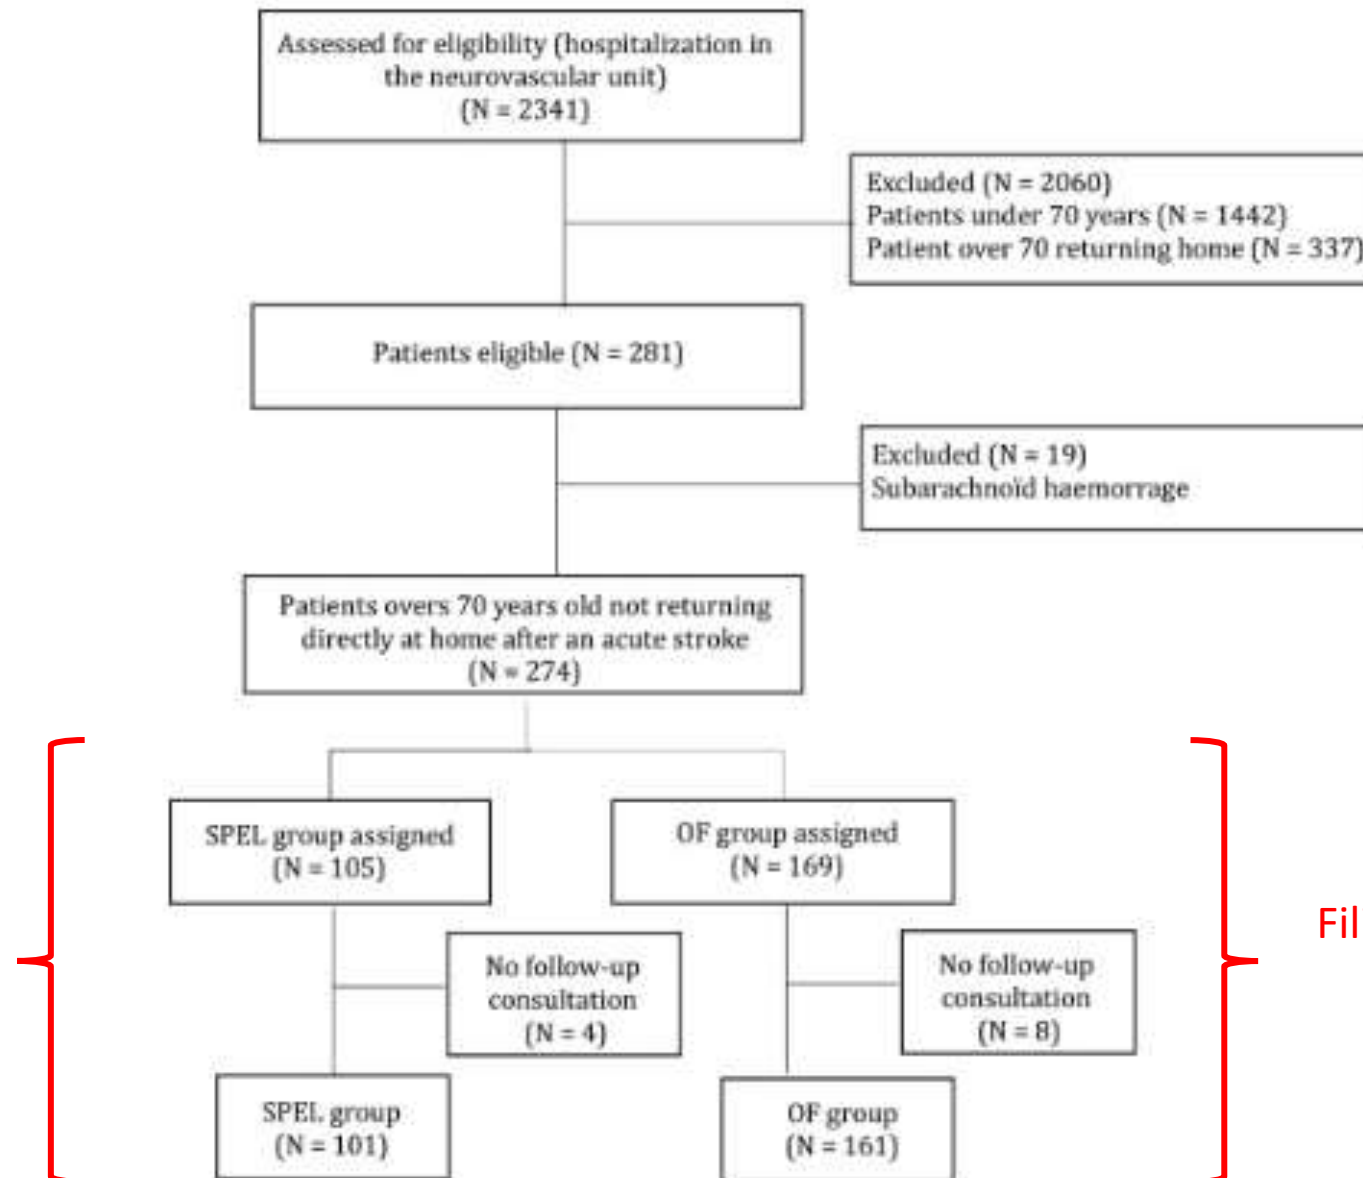 Assessed for eligibility (hospitalization in
the neurovascular unit)
(N = 2341)
Excluded (N = 2060)
Patients under 70 years (N = 1442)
Patient over 70 returning home (N = 337)
Patients eligible (N = 281)
Excluded (N = 19)
Subarachnoïd haemorrage
Patients overs 70 years old not returning
directly at home after an acute stroke
(N = 274)
SPEL group assigned
(N = 105)
OF group assigned
(N = 169)
Fil
No follow-up
consultation
(N = 4)
No follow-up
consultation
(N = 8)
SPEL group
(N = 101)
OF group
(N = 161)